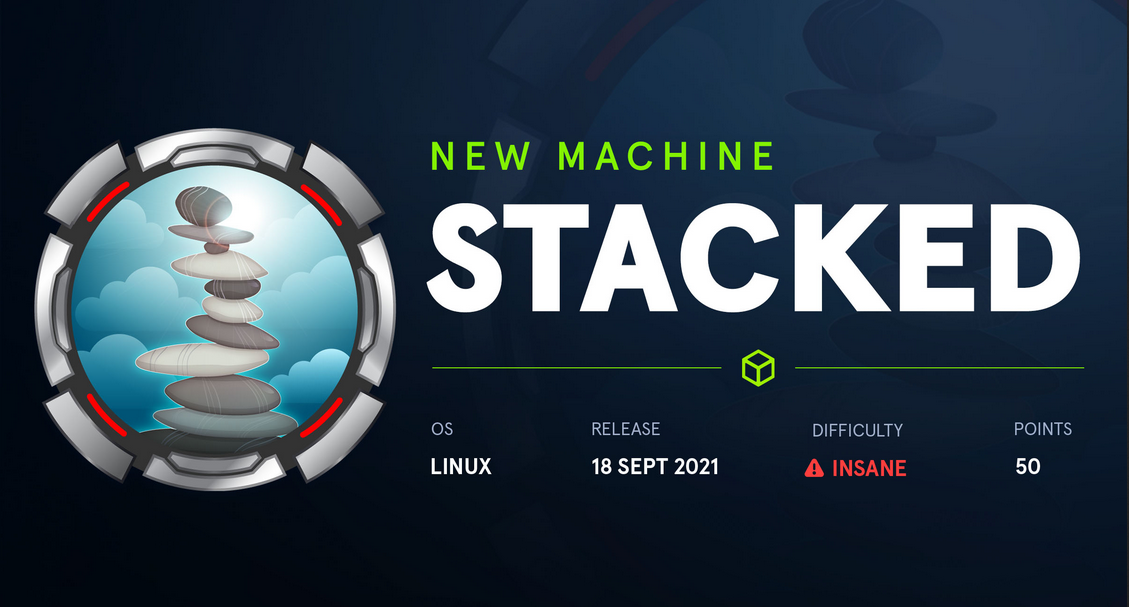 NEW MACHINE
STACKED
OS RELEASE DIFFICULTY POINTS
LINUX 18 SEPT 2021 INSANE 50